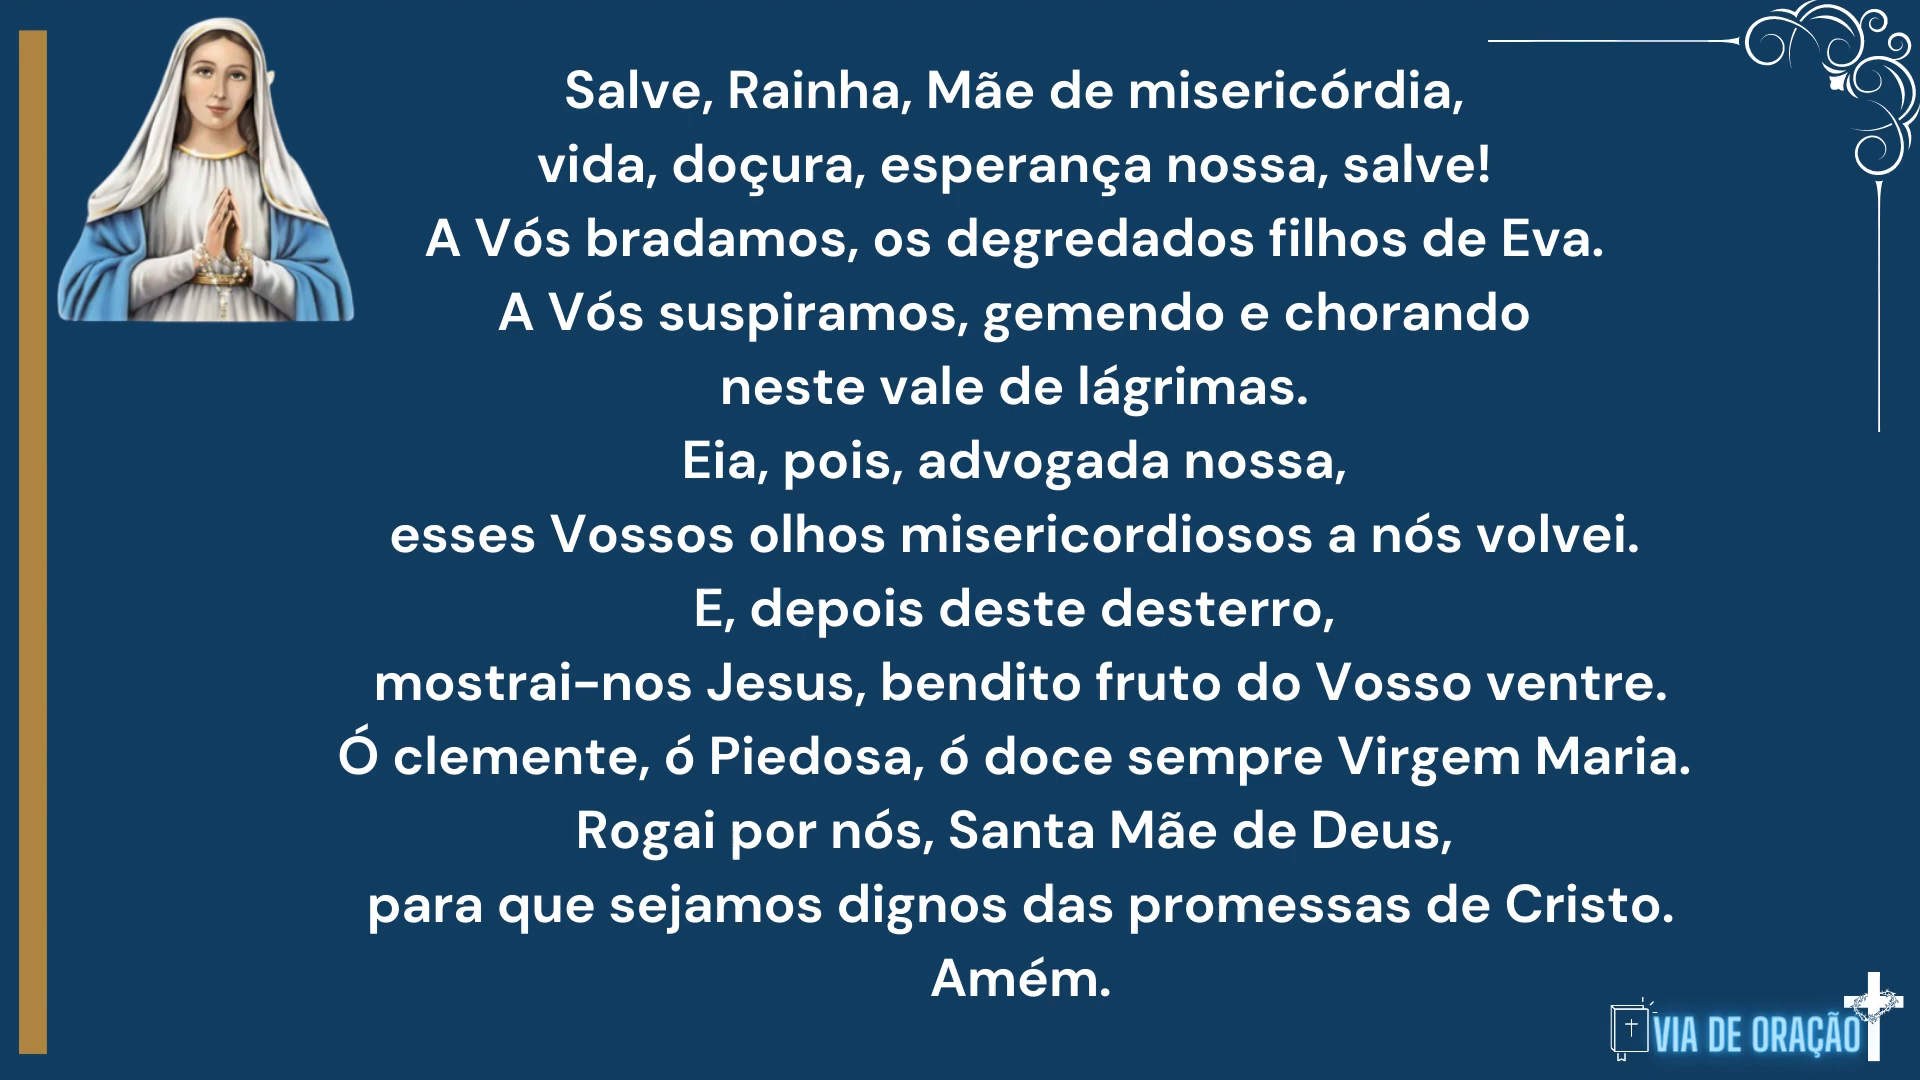 Salve, Rainha, Mãe de misericórdia,
vida, doçura, esperança nossa, salve!
A Vós bradamos, os degredados filhos de Eva.
A Vós suspiramos, gemendo e chorando
neste vale de lágrimas.
Eia, pois, advogada nossa,
esses Vossos olhos misericordiosos a nós volvei.
E, depois deste desterro,
mostrai-nos Jesus, bendito fruto do Vosso ventre.
Ó clemente, ó Piedosa, ó doce sempre Virgem Maria.
Rogai por nós, Santa Mãe de Deus,
para que sejamos dignos das promessas de Cristo.
Amém.
VIA DE ORAÇÃO